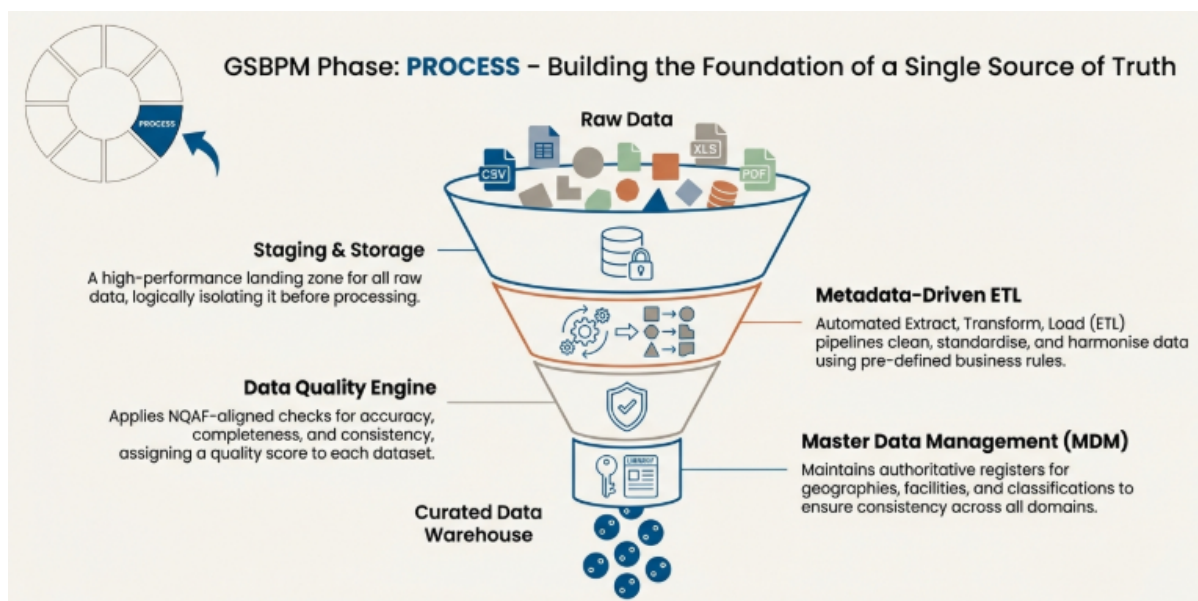 GSBPM Phase: PROCESS – Building the Foundation of a Single Source of Truth
PROCESS
Raw Data
CSV
XLS
PDF
Staging & Storage
A high-performance landing zone for all raw
data, logically isolating it before processing.
Metadata-Driven ETL
Automated Extract, Transform, Load (ETL)
pipelines clean, standardise, and harmonise data
using pre-defined business rules.
Data Quality Engine
Applies NQAF-aligned checks for accuracy,
completeness, and consistency,
assigning a quality score to each dataset.
Master Data Management (MDM)
Maintains authoritative registers for
geographies, facilities, and classifications to
ensure consistency across all domains.
Curated Data
Warehouse